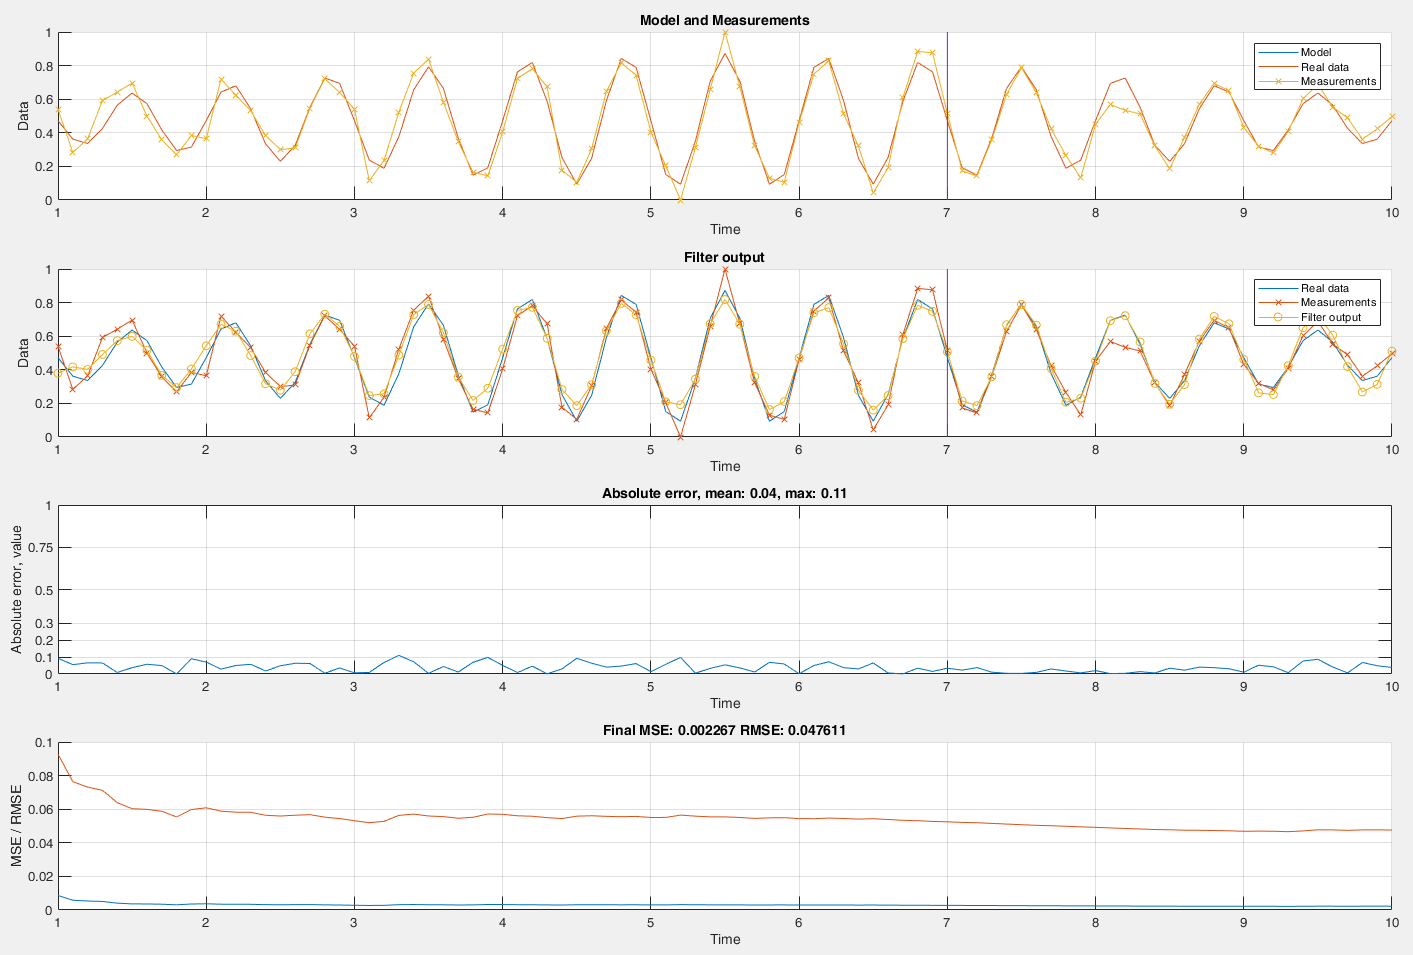 Model and Measurements
1
0.8
0.6
0.4
0.2
0
Data
Model
Real data
Measurements
1 2 3 4 5 6 7 8 9 10
Time
Filter output
1
0.8
0.6
0.4
0.2
0
Data
Real data
Measurements
Filter output
1 2 3 4 5 6 7 8 9 10
Time
Absolute error, mean: 0.04, max: 0.11
1
0.75
0.5
0.3
0.2
0.1
0
Absolute error, value
1 2 3 4 5 6 7 8 9 10
Time
Final MSE: 0.002267 RMSE: 0.047611
0.1
0.08
0.06
0.04
0.02
0
MSE / RMSE
1 2 3 4 5 6 7 8 9 10
Time